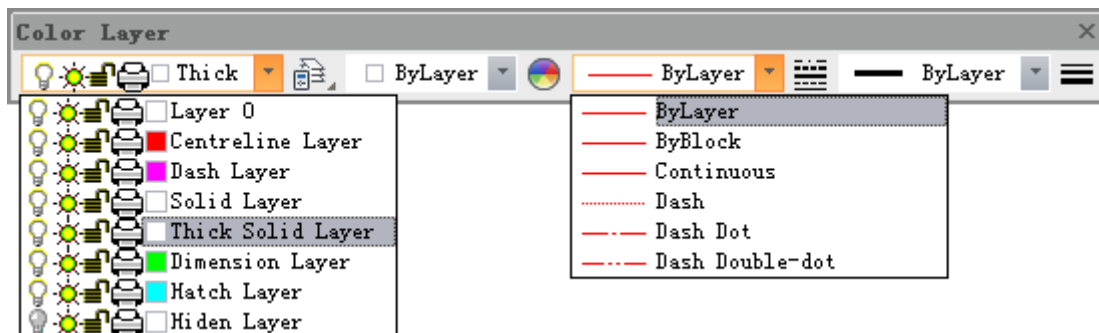 Color Layer
Thick ByLayer ByLayer ByLayer
Layer 0
Centreline Layer
Dash Layer
Solid Layer
Thick Solid Layer
Dimension Layer
Hatch Layer
Hiden Layer
ByLayer
ByBlock
Continuous
Dash
Dash Dot
Dash Double-dot